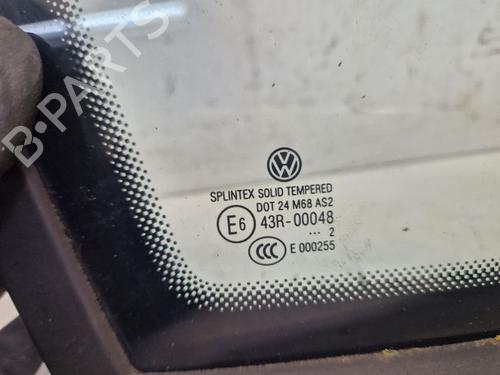 B-PARTS
SPLINTEX SOLID TEMPERED
DOT 24 M68 AS2
E6 43R-00048
... 2
CCC E 000255